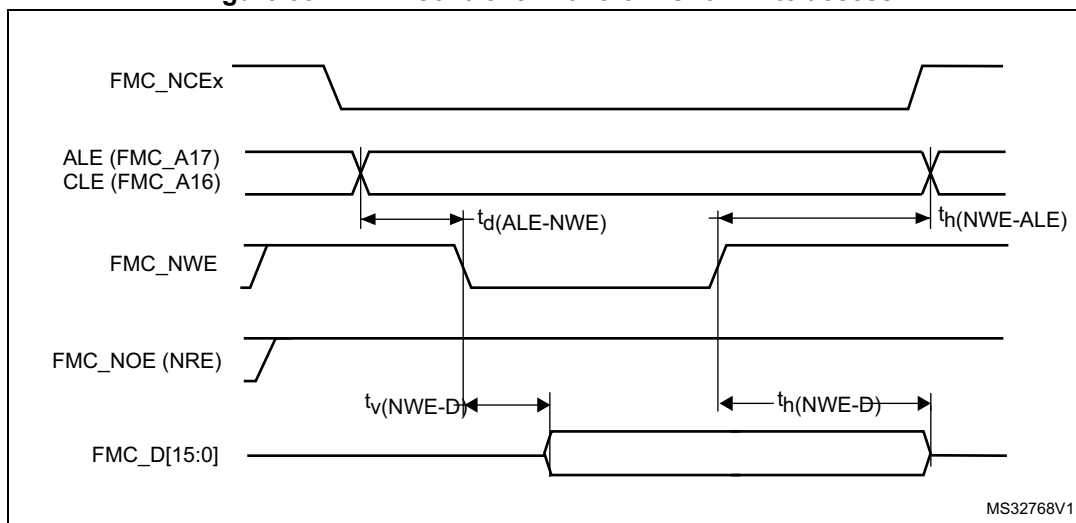 FMC_NCEx
ALE (FMC_A17)
CLE (FMC_A16)
td(ALE-NWE)
th(NWE-ALE)
FMC_NWE
FMC_NOE (NRE)
tv(NWE-D)
th(NWE-D)
FMC_D[15:0]
MS32768V1